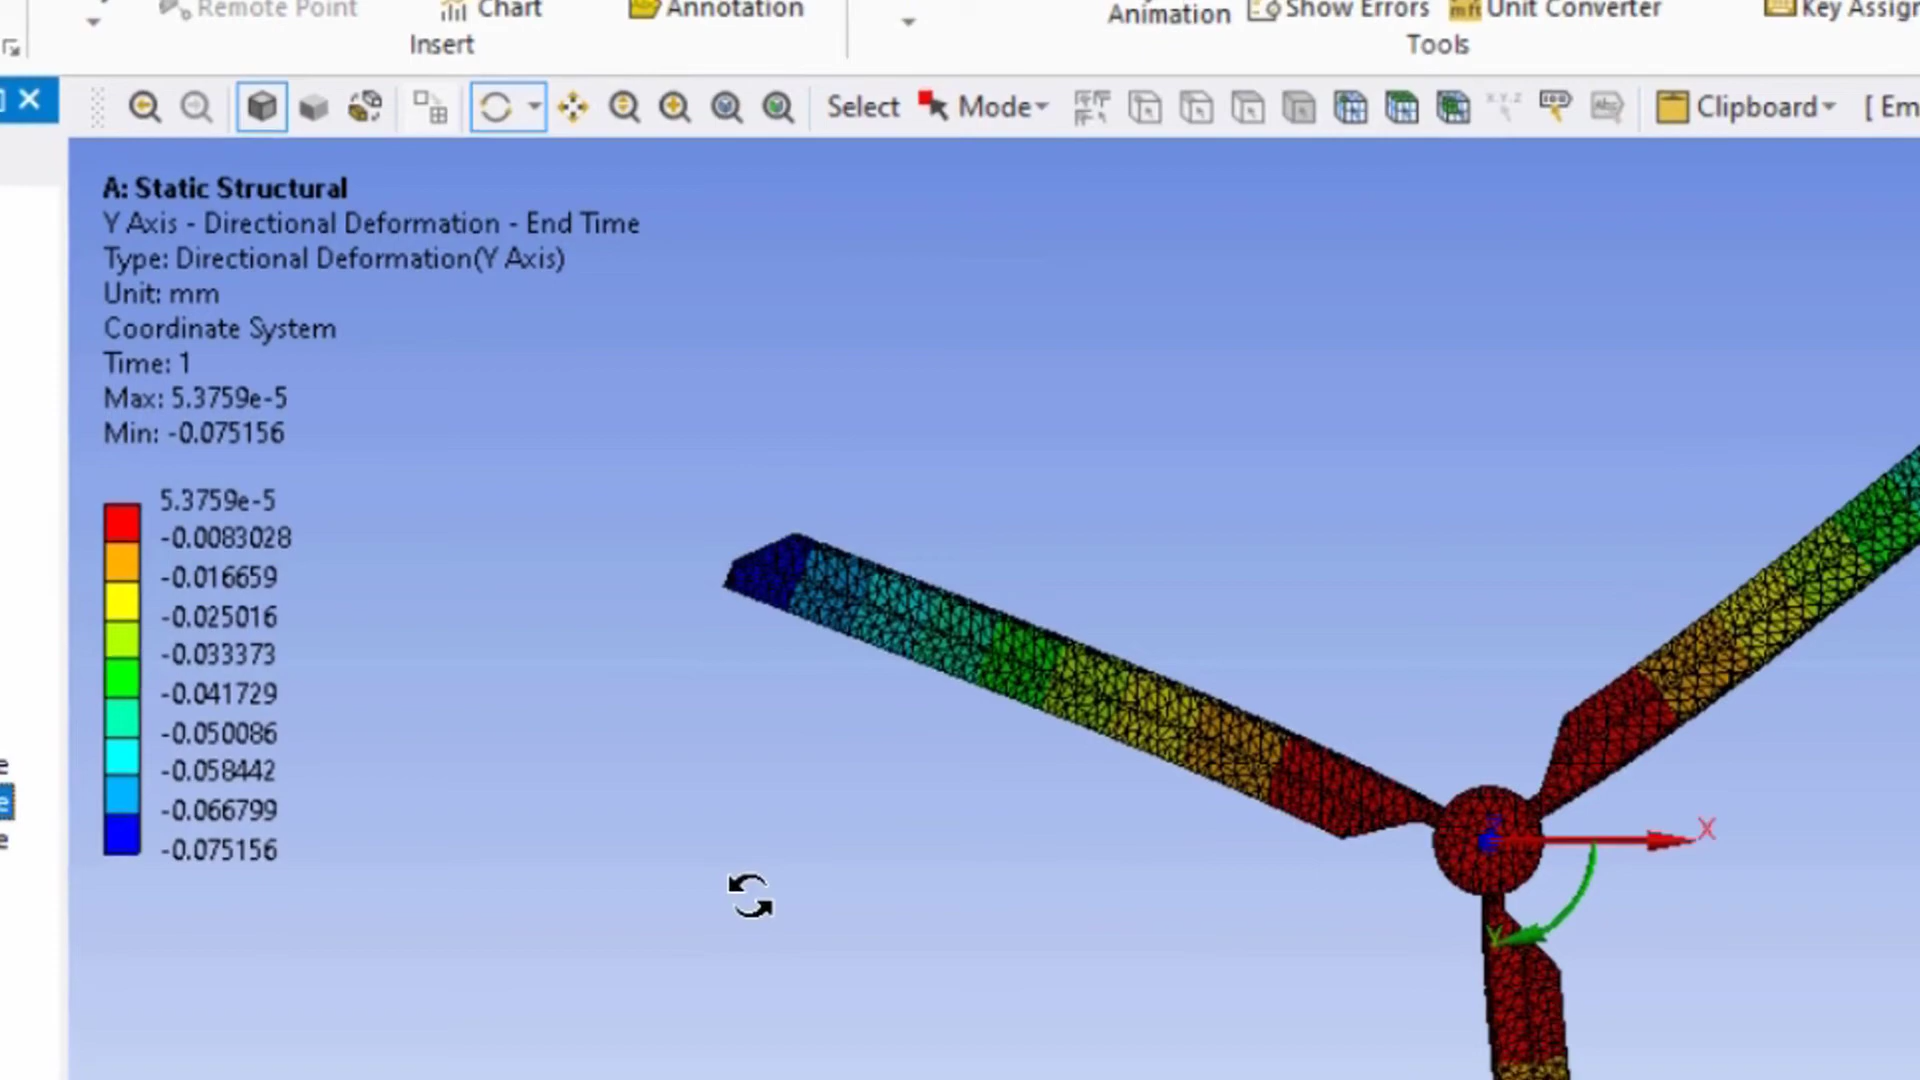 Remote Point
Chart
Annotation
Animation
Show Errors
Unit Converter
Key Assign
Insert
Tools
Select
Mode
Clipboard
[ Em
A: Static Structural
Y Axis - Directional Deformation - End Time
Type: Directional Deformation(Y Axis)
Unit: mm
Coordinate System
Time: 1
Max: 5.3759e-5
Min: -0.075156
5.3759e-5
-0.0083028
-0.016659
-0.025016
-0.033373
-0.041729
-0.050086
-0.058442
-0.066799
-0.075156
X
Y
e
e
e